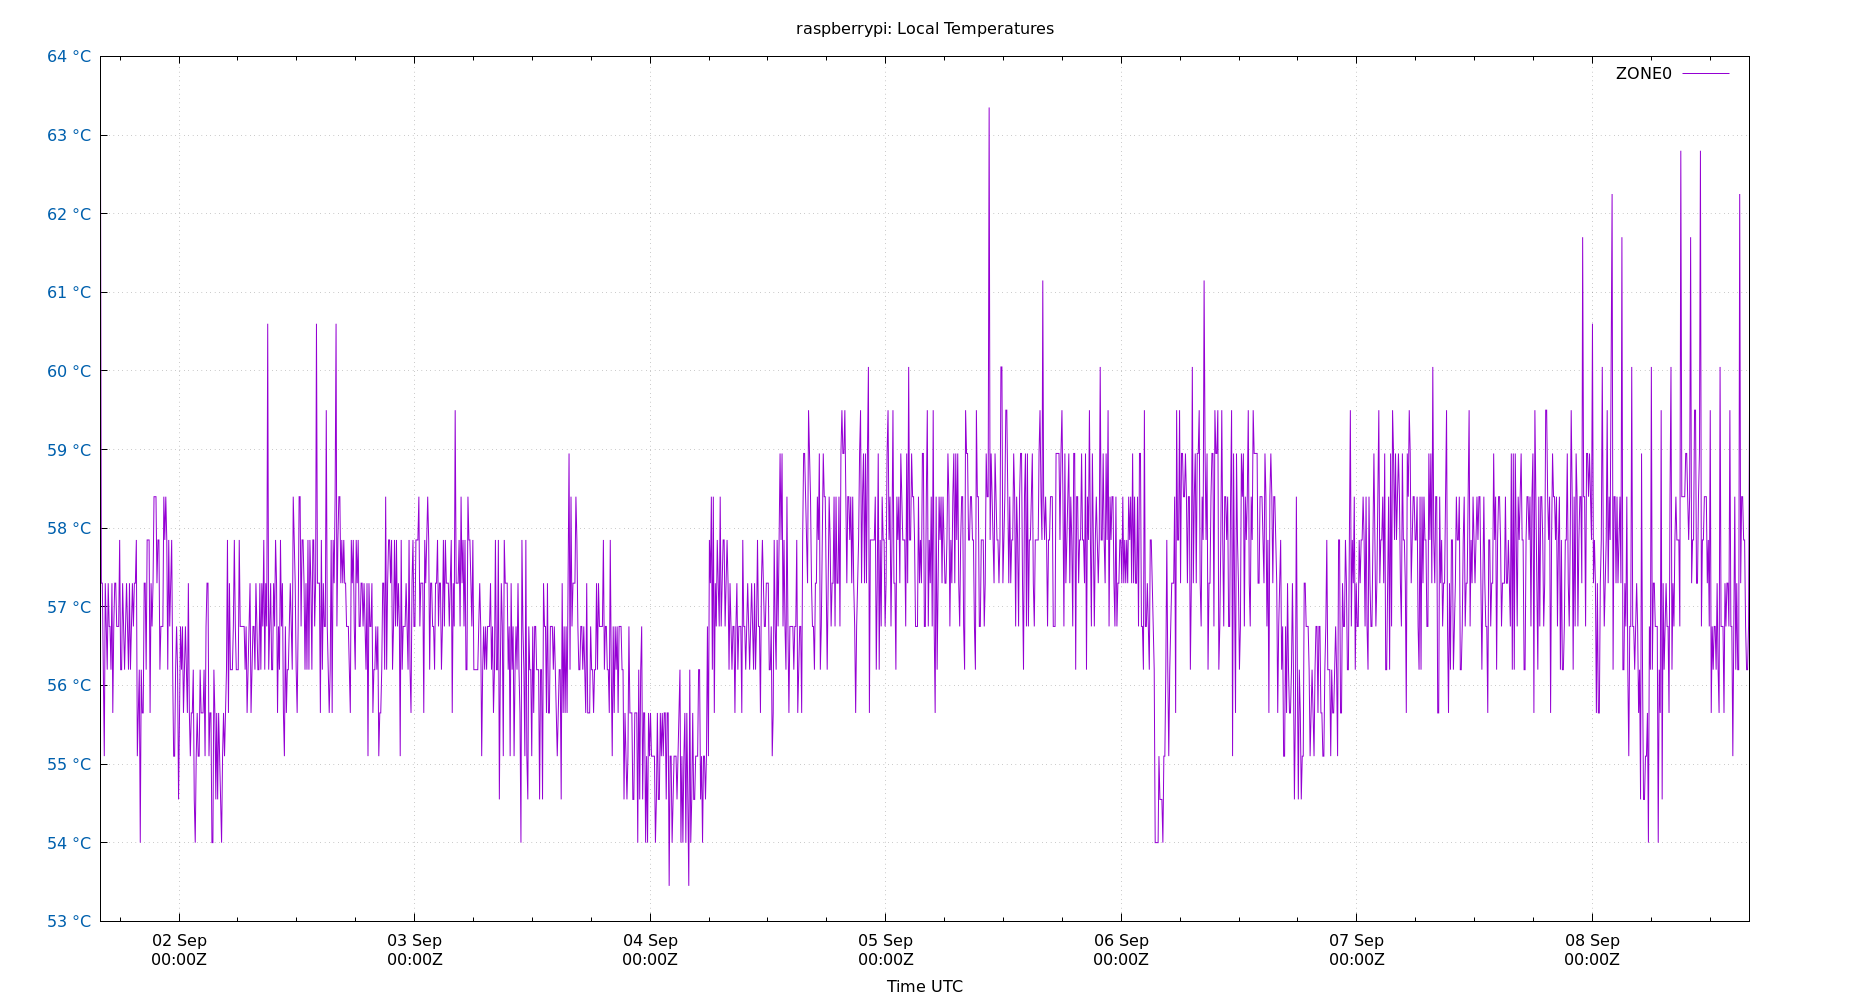 raspberrypi: Local Temperatures
64 °C
ZONE0
63 °C
62 °C
61 °C
60 °C
59 °C
58 °C
57 °C
56 °C
55 °C
54 °C
53 °C
02 Sep 03 Sep 04 Sep 05 Sep 06 Sep 07 Sep 08 Sep
00:00Z 00:00Z 00:00Z 00:00Z 00:00Z 00:00Z 00:00Z
Time UTC